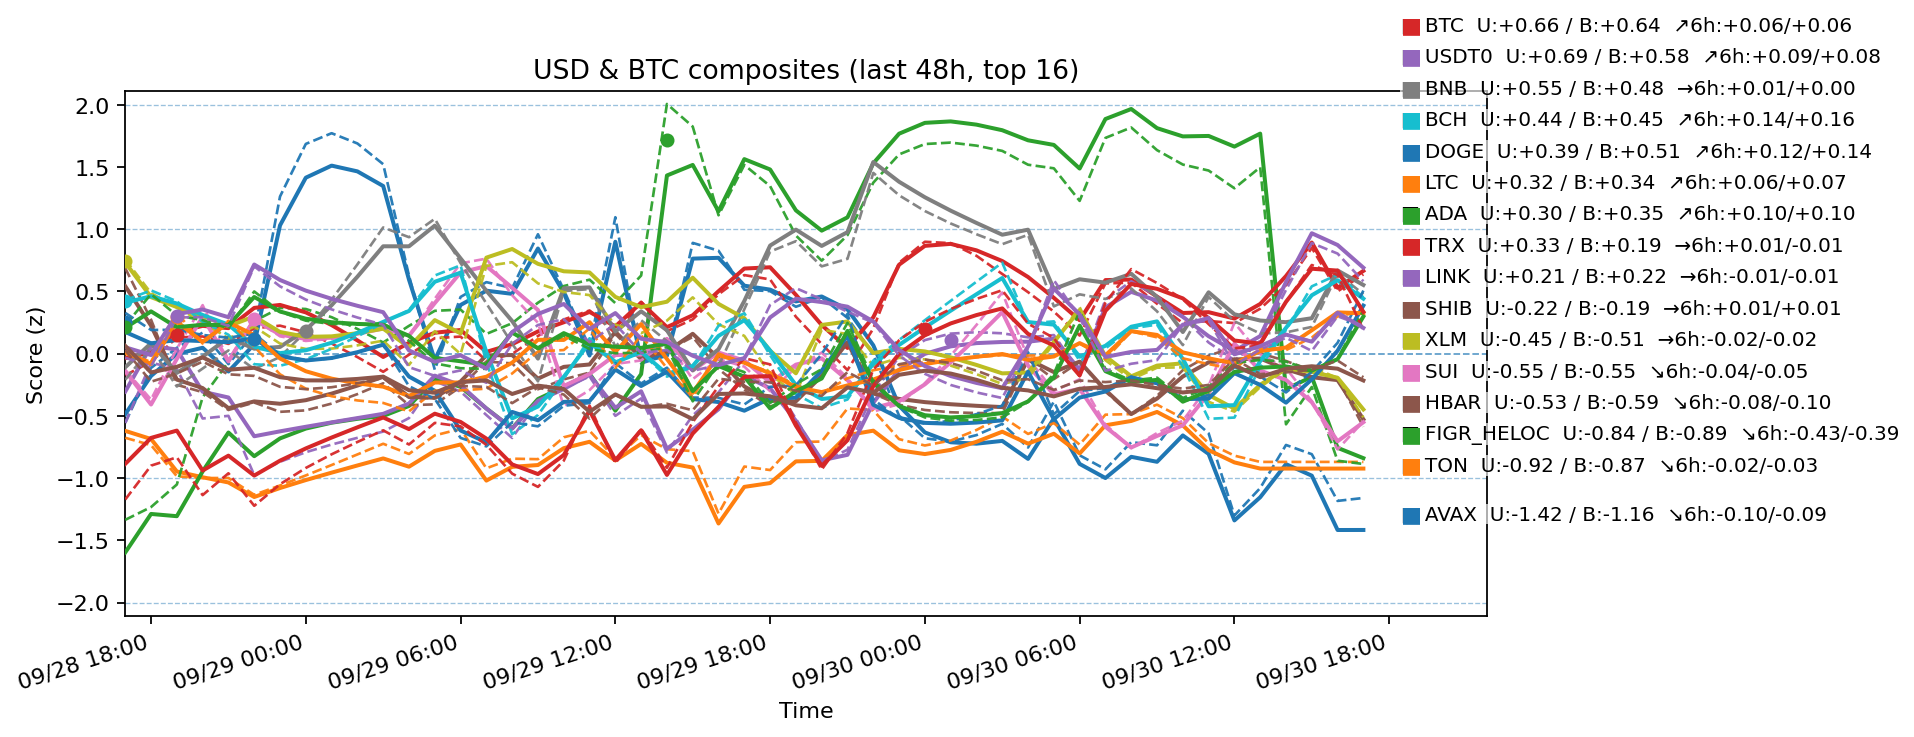 USD & BTC composites (last 48h, top 16)
BTC U:+0.66 / B:+0.64 ↗6h:+0.06/+0.06
USDT0 U:+0.69 / B:+0.58 ↗6h:+0.09/+0.08
BNB U:+0.55 / B:+0.48 →6h:+0.01/+0.00
BCH U:+0.44 / B:+0.45 ↗6h:+0.14/+0.16
DOGE U:+0.39 / B:+0.51 ↗6h:+0.12/+0.14
LTC U:+0.32 / B:+0.34 ↗6h:+0.06/+0.07
ADA U:+0.30 / B:+0.35 ↗6h:+0.10/+0.10
TRX U:+0.33 / B:+0.19 →6h:+0.01/-0.01
LINK U:+0.21 / B:+0.22 →6h:-0.01/-0.01
SHIB U:-0.22 / B:-0.19 →6h:+0.01/+0.01
XLM U:-0.45 / B:-0.51 →6h:-0.02/-0.02
SUI U:-0.55 / B:-0.55 ↘6h:-0.04/-0.05
HBAR U:-0.53 / B:-0.59 ↘6h:-0.08/-0.10
FIGR_HELOC U:-0.84 / B:-0.89 ↘6h:-0.43/-0.39
TON U:-0.92 / B:-0.87 ↘6h:-0.02/-0.03
AVAX U:-1.42 / B:-1.16 ↘6h:-0.10/-0.09
Score (z)
2.0
1.5
1.0
0.5
0.0
−0.5
−1.0
−1.5
−2.0
09/28 18:00
09/29 00:00
09/29 06:00
09/29 12:00
09/29 18:00
09/30 00:00
09/30 06:00
09/30 12:00
09/30 18:00
Time